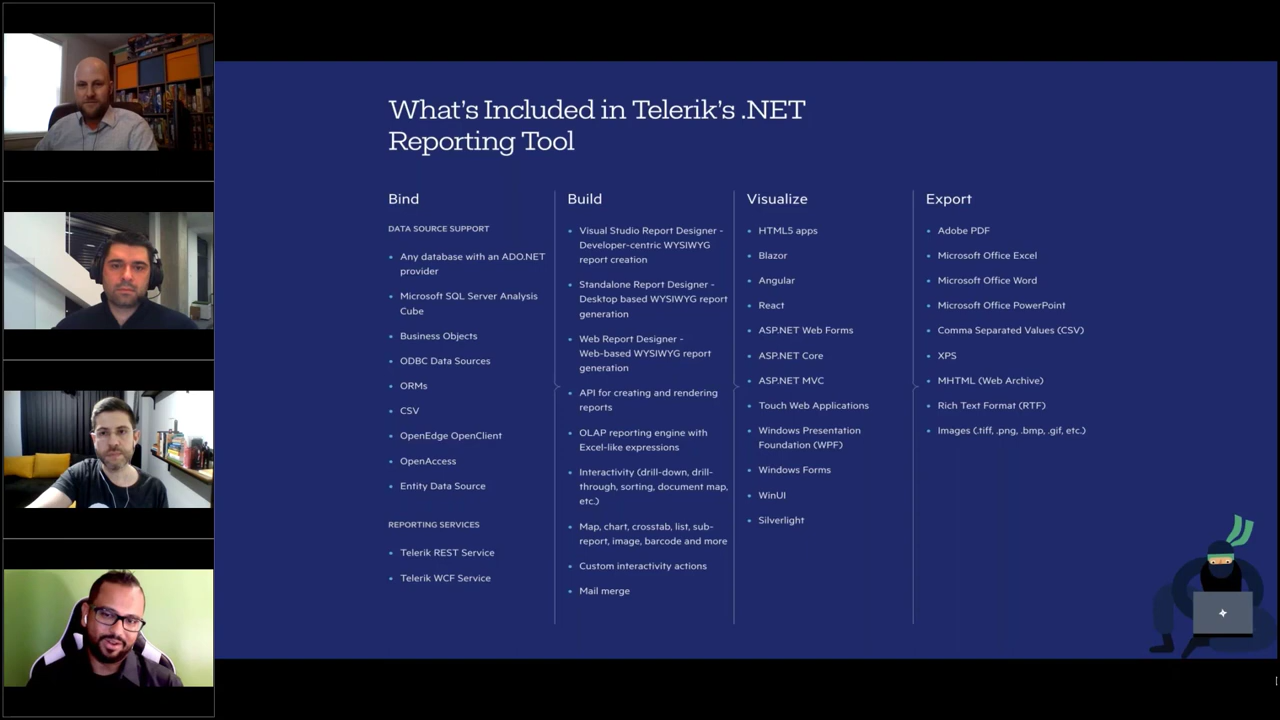 What's Included in Telerik's .NET
Reporting Tool
Bind
DATA SOURCE SUPPORT
Any database with an ADO.NET
provider
Microsoft SQL Server Analysis
Cube
Business Objects
ODBC Data Sources
ORMs
CSV
OpenEdge OpenClient
OpenAccess
Entity Data Source
REPORTING SERVICES
Telerik REST Service
Telerik WCF Service
Build
Visual Studio Report Designer -
Developer-centric WYSIWYG
report creation
Standalone Report Designer -
Desktop based WYSIWYG report
generation
Web Report Designer -
Web-based WYSIWYG report
generation
API for creating and rendering
reports
OLAP reporting engine with
Excel-like expressions
Interactivity (drill-down, drill-
through, sorting, document map,
etc.)
Map, chart, crosstab, list, sub-
report, image, barcode and more
Custom interactivity actions
Mail merge
Visualize
HTML5 apps
Blazor
Angular
React
ASP.NET Web Forms
ASP.NET Core
ASP.NET MVC
Touch Web Applications
Windows Presentation
Foundation (WPF)
Windows Forms
WinUI
Silverlight
Export
Adobe PDF
Microsoft Office Excel
Microsoft Office Word
Microsoft Office PowerPoint
Comma Separated Values (CSV)
XPS
MHTML (Web Archive)
Rich Text Format (RTF)
Images (.tiff, .png, .bmp, .gif, etc.)